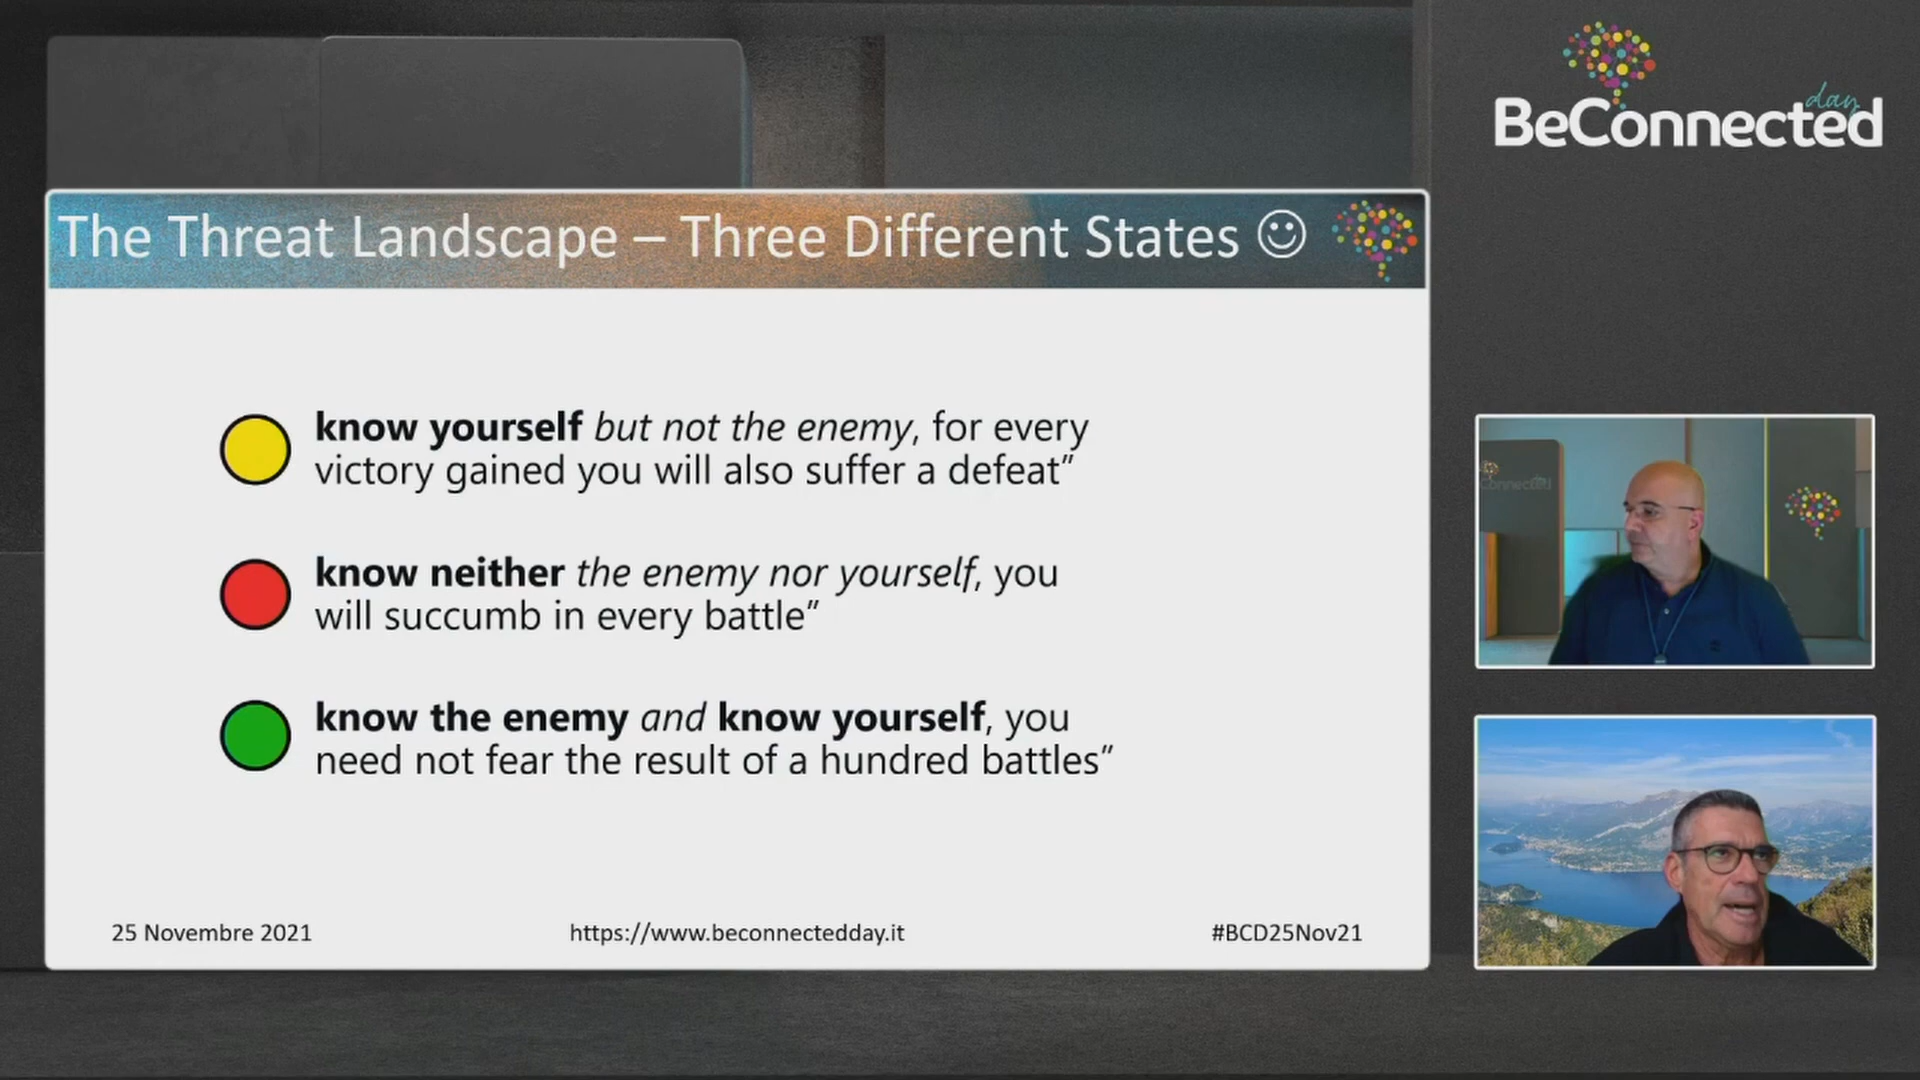 BeConnected
day
The Threat Landscape – Three Different States ☺
know yourself but not the enemy, for every
victory gained you will also suffer a defeat”
know neither the enemy nor yourself, you
will succumb in every battle”
know the enemy and know yourself, you
need not fear the result of a hundred battles”
25 Novembre 2021
https://www.beconnectedday.it
#BCD25Nov21
Connected